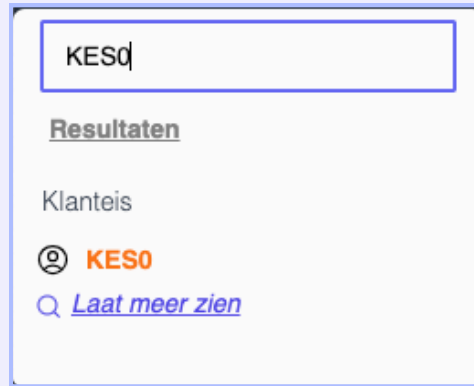 KES0
Resultaten
Klanteis
KES0
Laat meer zien